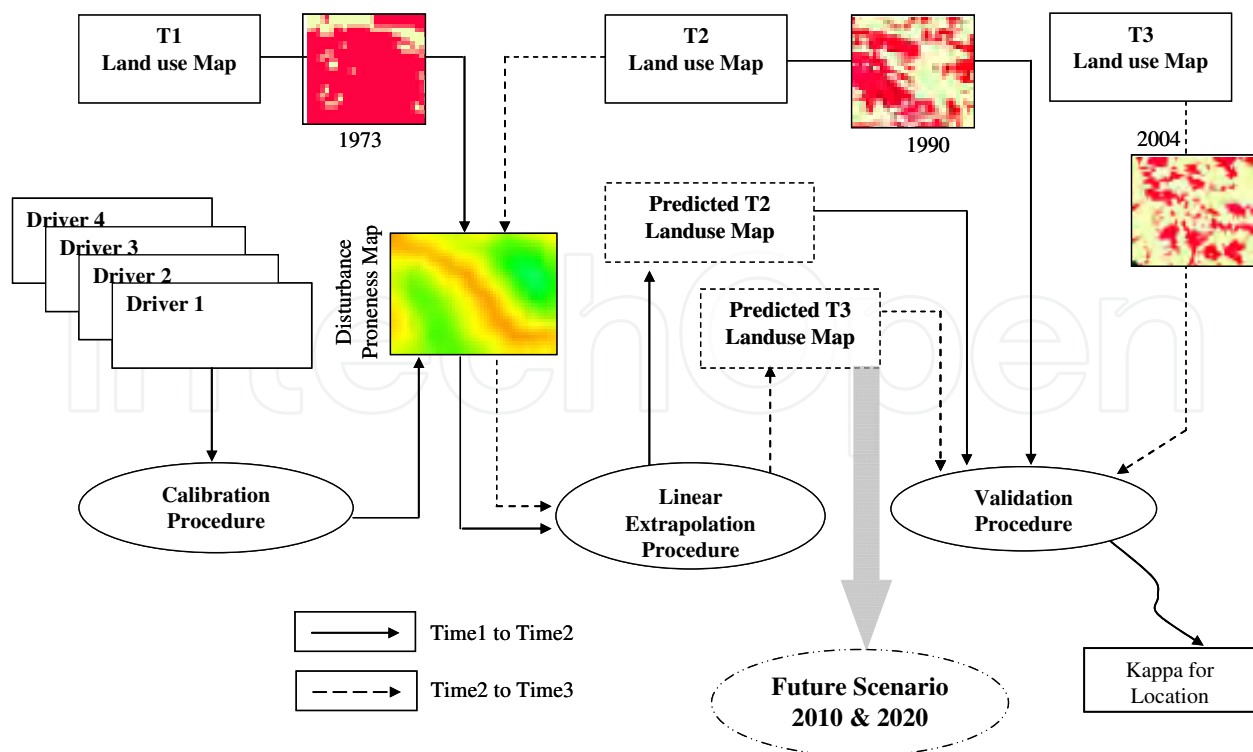 T1
Land use Map
1973
T2
Land use Map
1990
T3
Land use Map
2004
Driver 4
Driver 3
Driver 2
Driver 1
Disturbance
Proneness Map
Predicted T2
Landuse Map
Predicted T3
Landuse Map
IntechOpen
Calibration
Procedure
Linear
Extrapolation
Procedure
Validation
Procedure
Time1 to Time2
Time2 to Time3
Future Scenario
2010 & 2020
Kappa for
Location